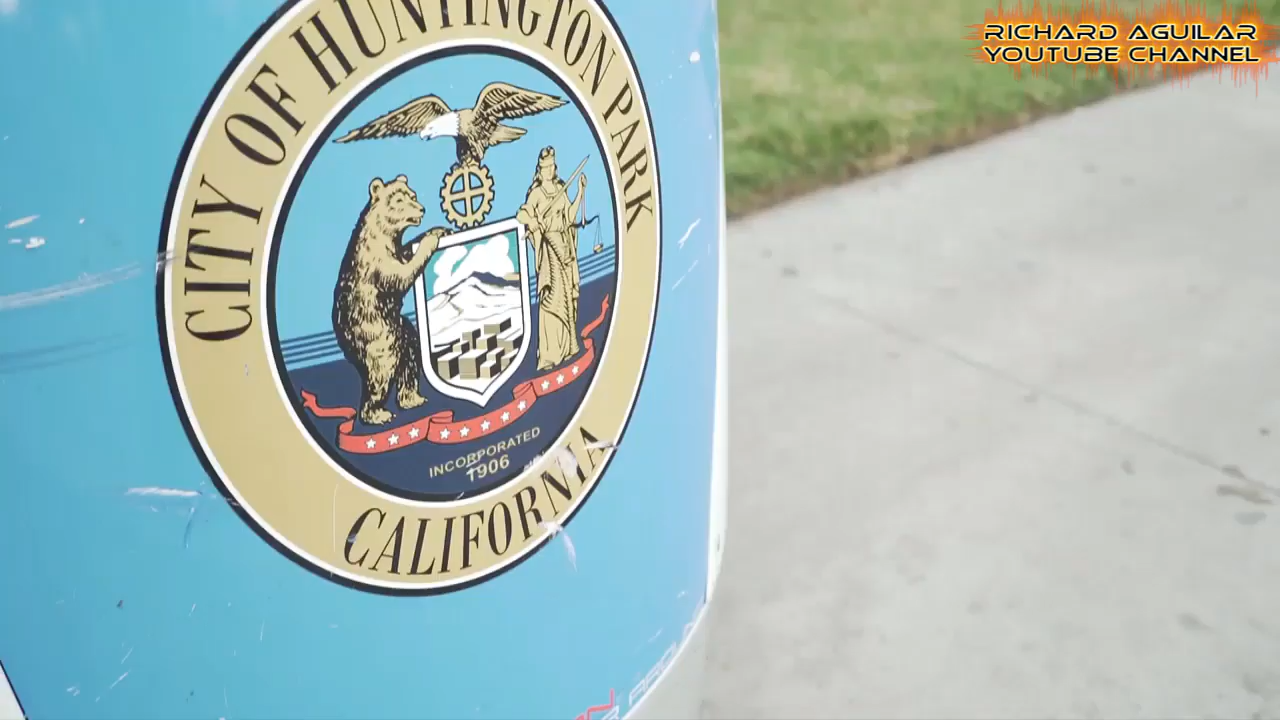 RICHARD AGUILAR
YOUTUBE CHANNEL
CITY OF HUNTINGTON PARK
INCORPORATED
1906
CALIFORNIA